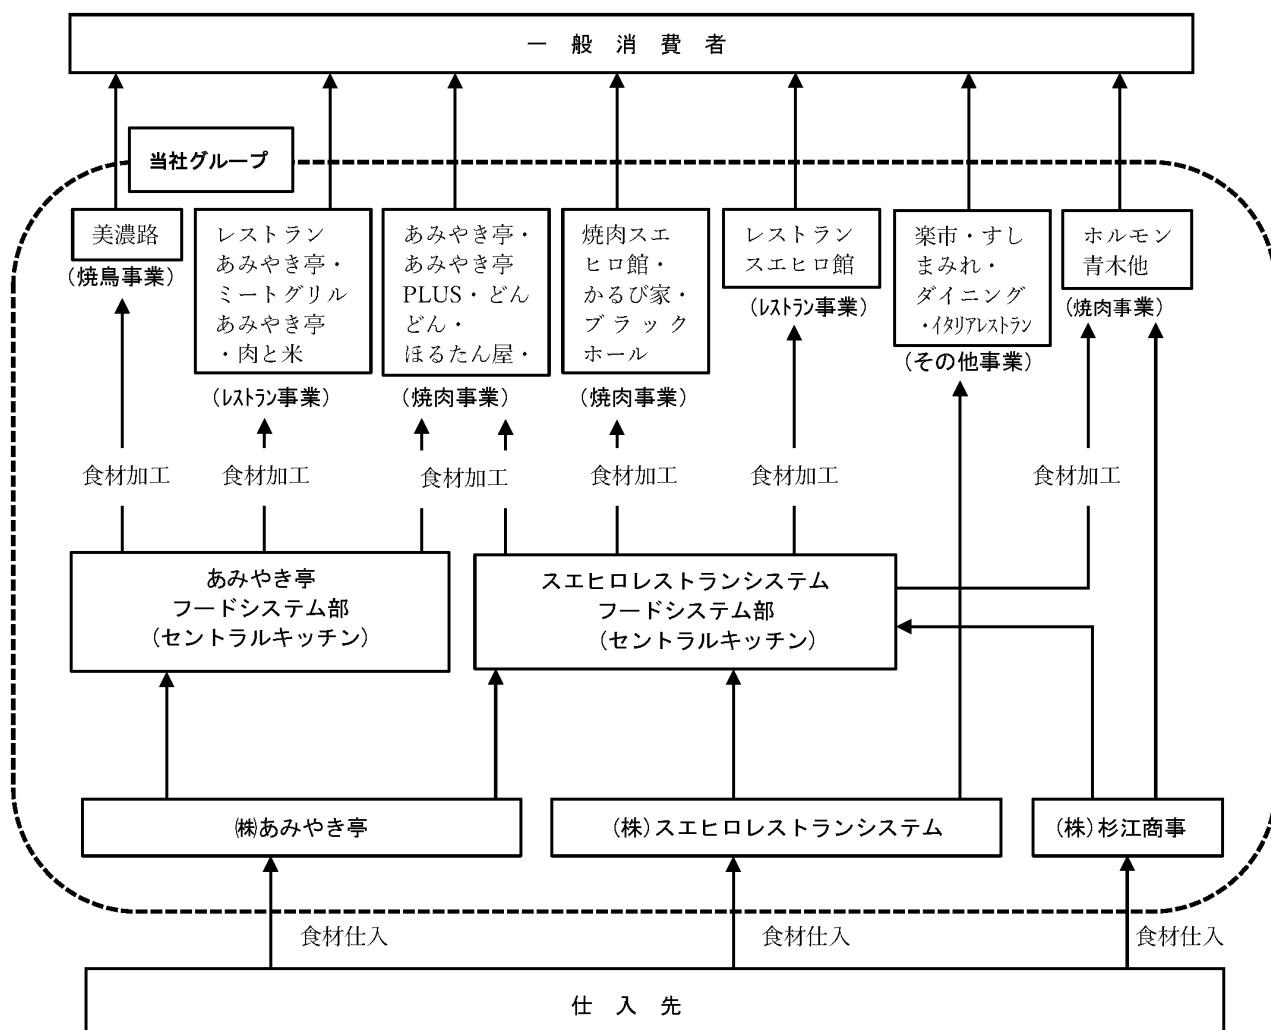 一般消費者
当社グループ
美濃路
(焼鳥事業)
レストラン
あみやき亭・
ミートグリル
あみやき亭
・肉と米
(レストラン事業)
あみやき亭・
あみやき亭
PLUS・どん
どん・
ほるたん屋・
(焼肉事業)
焼肉スエ
ヒロ館・
かるび家・
ブラック
ホール
(焼肉事業)
レストラン
スエヒロ館
(レストラン事業)
楽市・すし
まみれ・
ダイニング
・イタリアレストラン
(その他事業)
ホルモン
青木他
(焼肉事業)
食材加工
食材加工
食材加工
食材加工
食材加工
食材加工
あみやき亭
フードシステム部
(セントラルキッチン)
スエヒロレストランシステム
フードシステム部
(セントラルキッチン)
㈱あみやき亭
(株)スエヒロレストランシステム
(株)杉江商事
食材仕入
食材仕入
食材仕入
仕入先